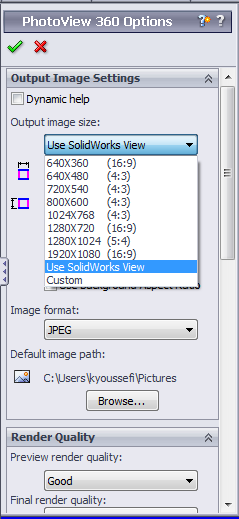 PhotoView 360 Options
Output Image Settings
Dynamic help
Output image size:
Use SolidWorks View
640X360 (16:9)
640X480 (4:3)
720X540 (4:3)
800X600 (4:3)
1024X768 (4:3)
1280X720 (16:9)
1280X1024 (5:4)
1920X1080 (16:9)
Use SolidWorks View
Custom
Use Background Aspect Ratio
Image format:
JPEG
Default image path:
C:\Users\kyoussefi\Pictures
Browse...
Render Quality
Preview render quality:
Good
Final render quality: